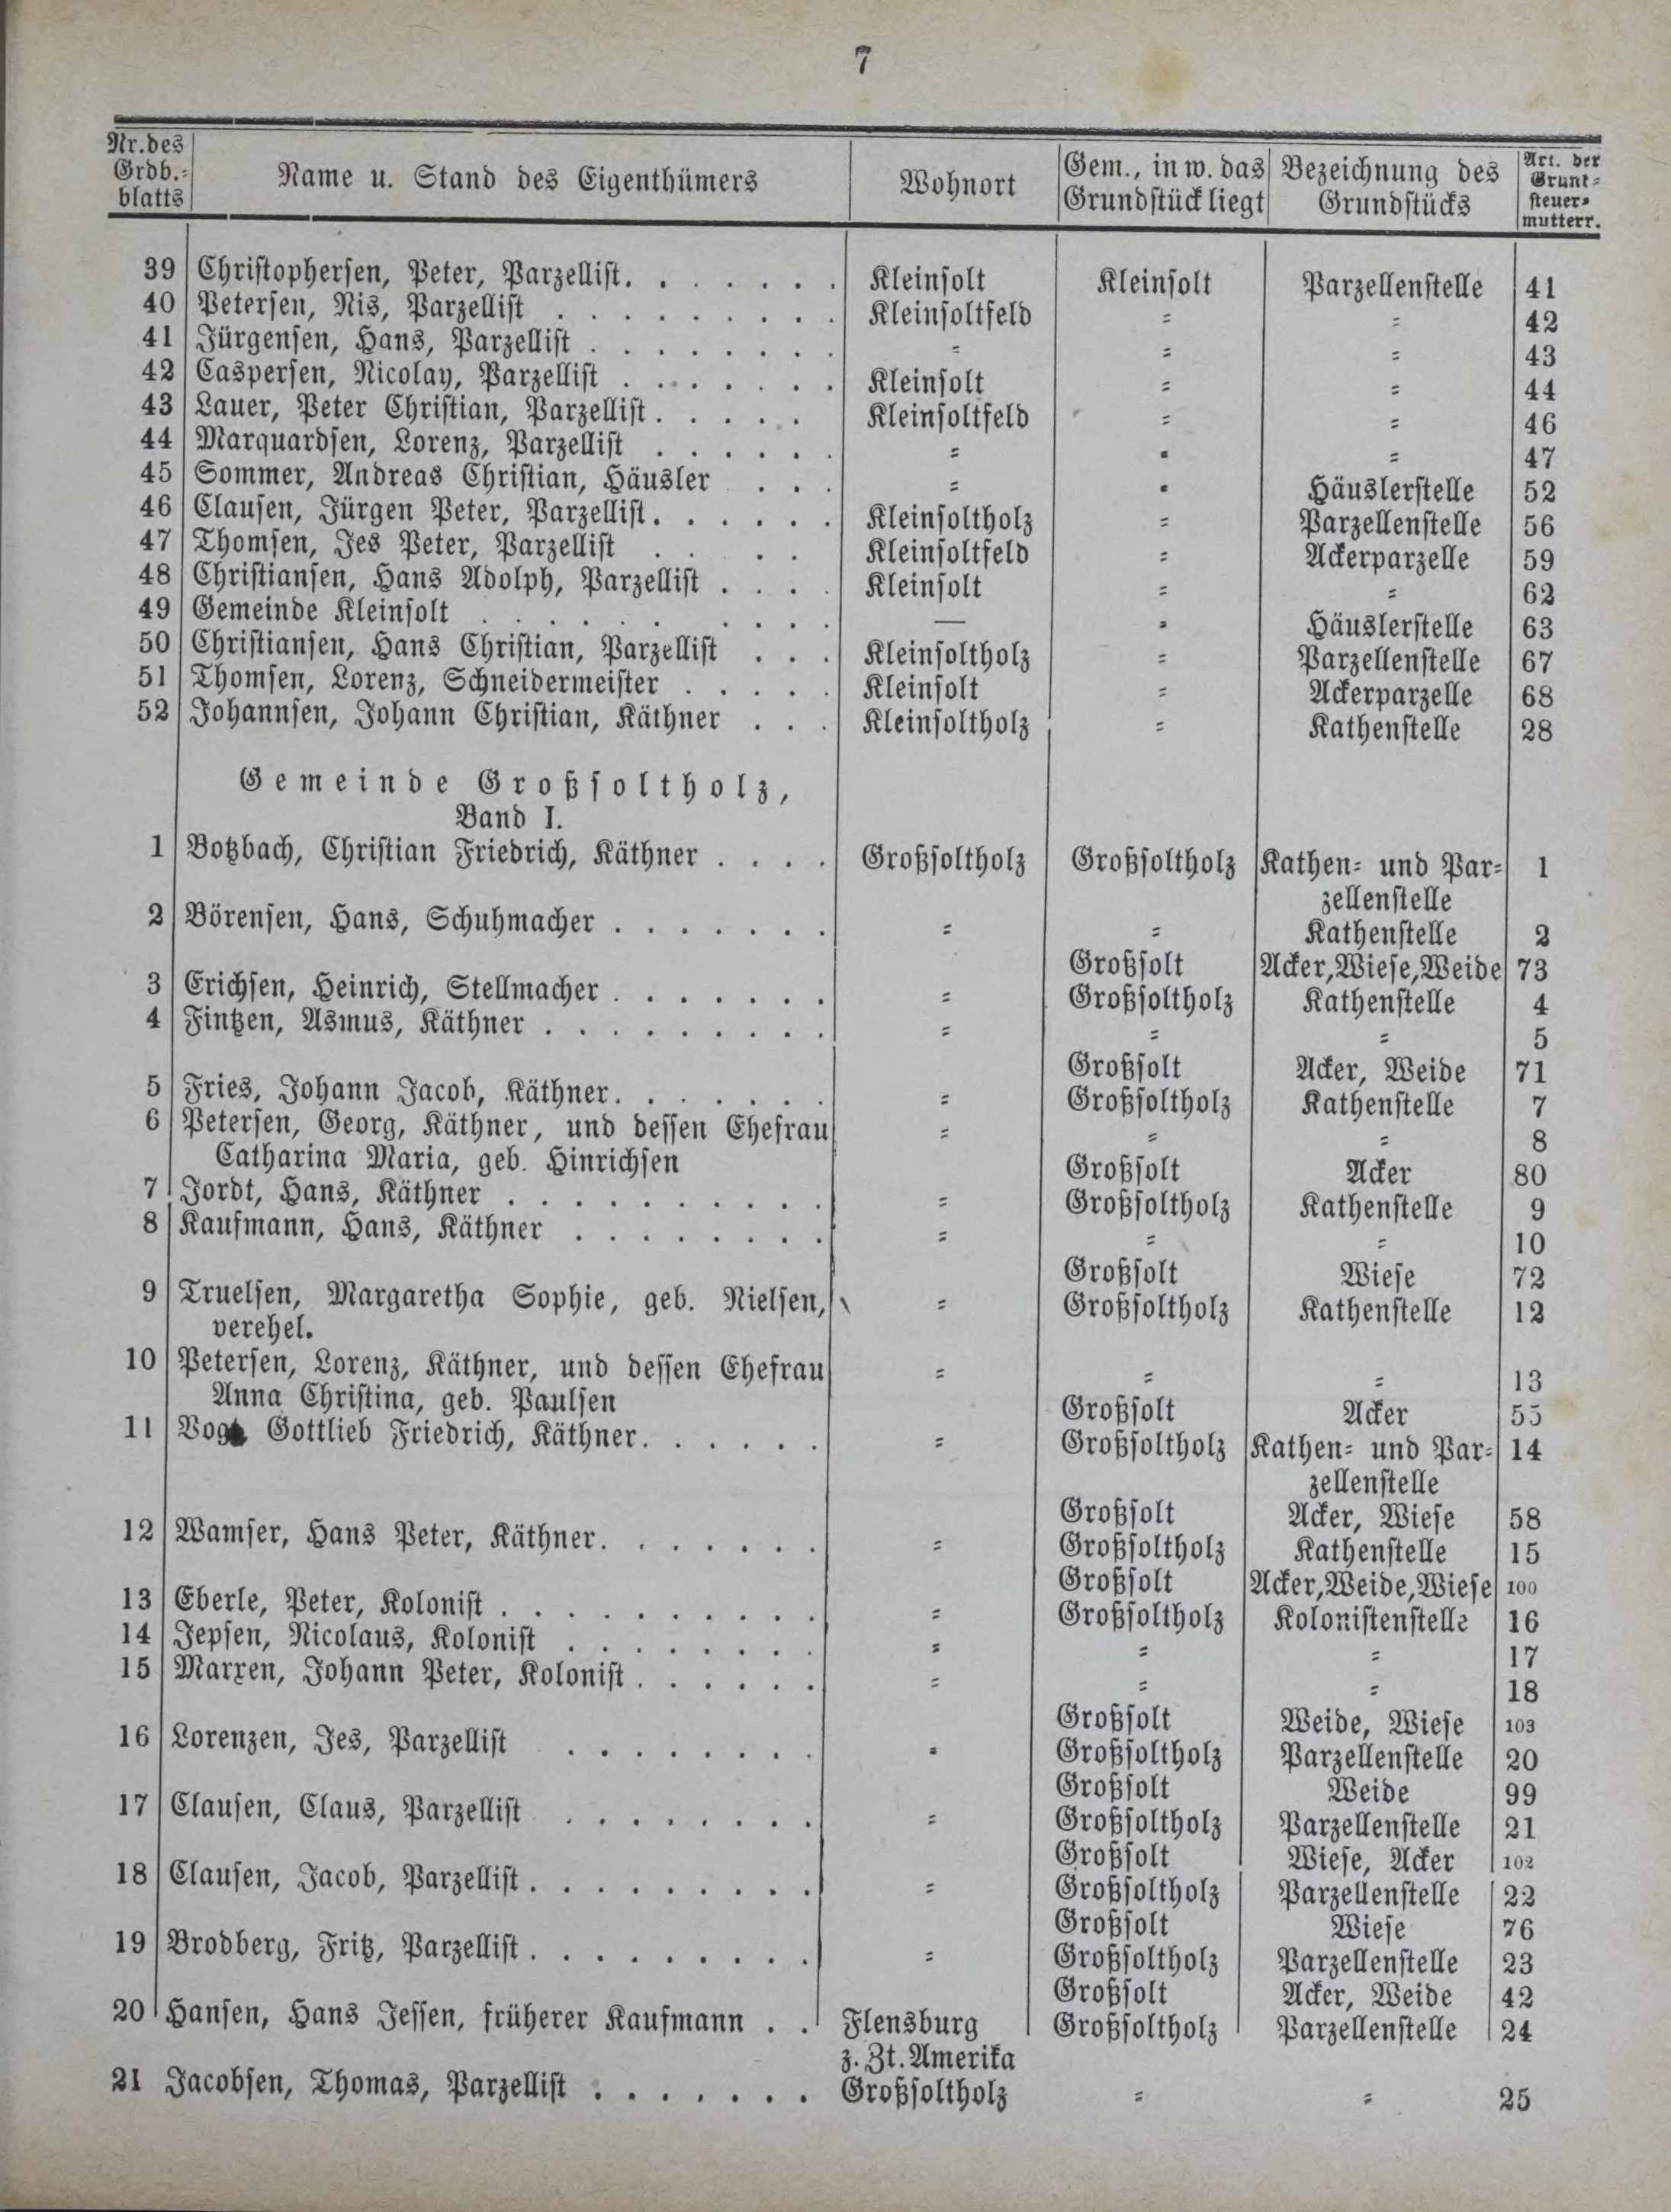 7
Nr. des Grdb.-blatts | Name u. Stand des Eigenthümers | Wohnort | Gem., in w. das Grundstück liegt | Bezeichnung des Grundstücks | Art. der Grunt-steuer-mutterr.
39 Christophersen, Peter, Parzellist. . . . . . . Kleinsolt Kleinsolt Parzellenstelle 41
40 Petersen, Nis, Parzellist . . . . . . . . . Kleinsoltfeld = = 42
41 Jürgensen, Hans, Parzellist . . . . . . . . = = = 43
42 Caspersen, Nicolay, Parzellist . . . . . . . Kleinsolt = = 44
43 Lauer, Peter Christian, Parzellist. . . . . Kleinsoltfeld = = 46
44 Marquardsen, Lorenz, Parzellist . . . . . . = = = 47
45 Sommer, Andreas Christian, Häusler . . . = = Häuslerstelle 52
46 Clausen, Jürgen Peter, Parzellist. . . . . . Kleinsoltholz = Parzellenstelle 56
47 Thomsen, Jes Peter, Parzellist . . . . Kleinsoltfeld = Ackerparzelle 59
48 Christiansen, Hans Adolph, Parzellist . . . . Kleinsolt = = 62
49 Gemeinde Kleinsolt . . . . . . . . . — = Häuslerstelle 63
50 Christiansen, Hans Christian, Parzellist . . . Kleinsoltholz = Parzellenstelle 67
51 Thomsen, Lorenz, Schneidermeister . . . . . Kleinsolt = Ackerparzelle 68
52 Johannsen, Johann Christian, Käthner . . . Kleinsoltholz = Kathenstelle 28
Gemeinde Großsoltholz,
Band I.
1 Botzbach, Christian Friedrich, Käthner . . . . Großsoltholz Großsoltholz Kathen- und Par- 1
zellenstelle
2 Börensen, Hans, Schuhmacher . . . . . . . = = Kathenstelle 2
Großsolt Acker, Wiese, Weide 73
3 Erichsen, Heinrich, Stellmacher . . . . . . . = Großsoltholz Kathenstelle 4
4 Fintzen, Asmus, Käthner . . . . . . . . . = = = 5
Großsolt Acker, Weide 71
5 Fries, Johann Jacob, Käthner. . . . . . . = Großsoltholz Kathenstelle 7
6 Petersen, Georg, Käthner, und dessen Ehefrau = = = 8
Catharina Maria, geb. Hinrichsen Großsolt Acker 80
7 Jordt, Hans, Käthner . . . . . . . . . . = Großsoltholz Kathenstelle 9
8 Kaufmann, Hans, Käthner . . . . . . . . = = = 10
Großsolt Wiese 72
9 Truelsen, Margaretha Sophie, geb. Nielsen, = Großsoltholz Kathenstelle 12
verehel.
10 Petersen, Lorenz, Käthner, und dessen Ehefrau = = = 13
Anna Christina, geb. Paulsen Großsolt Acker 55
11 Gottlieb Friedrich, Käthner. . . . . . = Großsoltholz Kathen- und Par- 14
zellenstelle
Großsolt Acker, Wiese 58
12 Wamser, Hans Peter, Käthner. . . . . . . = Großsoltholz Kathenstelle 15
Großsolt Acker, Weide, Wiese 100
13 Eberle, Peter, Kolonist . . . . . . . . . . = Großsoltholz Kolonistenstelle 16
14 Jepsen, Nicolaus, Kolonist . . . . . . . . = = = 17
15 Marxen, Johann Peter, Kolonist . . . . . . = = = 18
Großsolt Weide, Wiese 103
16 Lorenzen, Jes, Parzellist . . . . . . . . = Großsoltholz Parzellenstelle 20
Großsolt Weide 99
17 Clausen, Claus, Parzellist . . . . . . . . = Großsoltholz Parzellenstelle 21
Großsolt Wiese, Acker 102
18 Clausen, Jacob, Parzellist . . . . . . . . . = Großsoltholz Parzellenstelle 22
Großsolt Wiese 76
19 Brodberg, Fritz, Parzellist . . . . . . . . . = Großsoltholz Parzellenstelle 23
Großsolt Acker, Weide 42
20 Hansen, Hans Jessen, früherer Kaufmann . . Flensburg Großsoltholz Parzellenstelle 24
z. Zt. Amerika
21 Jacobsen, Thomas, Parzellist . . . . . . . Großsoltholz = = 25